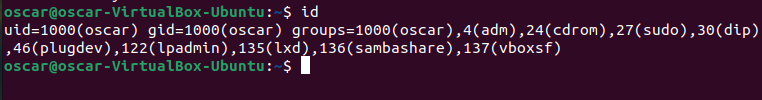 oscar@oscar-VirtualBox-Ubuntu:~$ id
uid=1000(oscar) gid=1000(oscar) groups=1000(oscar),4(adm),24(cdrom),27(sudo),30(dip)
,46(plugdev),122(lpadmin),135(lxd),136(sambashare),137(vboxsf)
oscar@oscar-VirtualBox-Ubuntu:~$